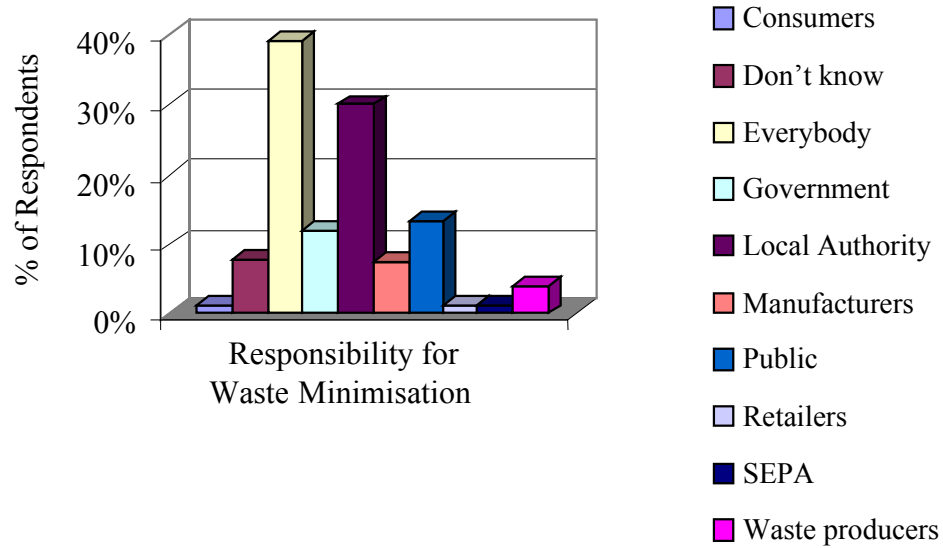 % of Respondents
40%
30%
20%
10%
0%
Responsibility for
Waste Minimisation
Consumers
Don't know
Everybody
Government
Local Authority
Manufacturers
Public
Retailers
SEPA
Waste producers